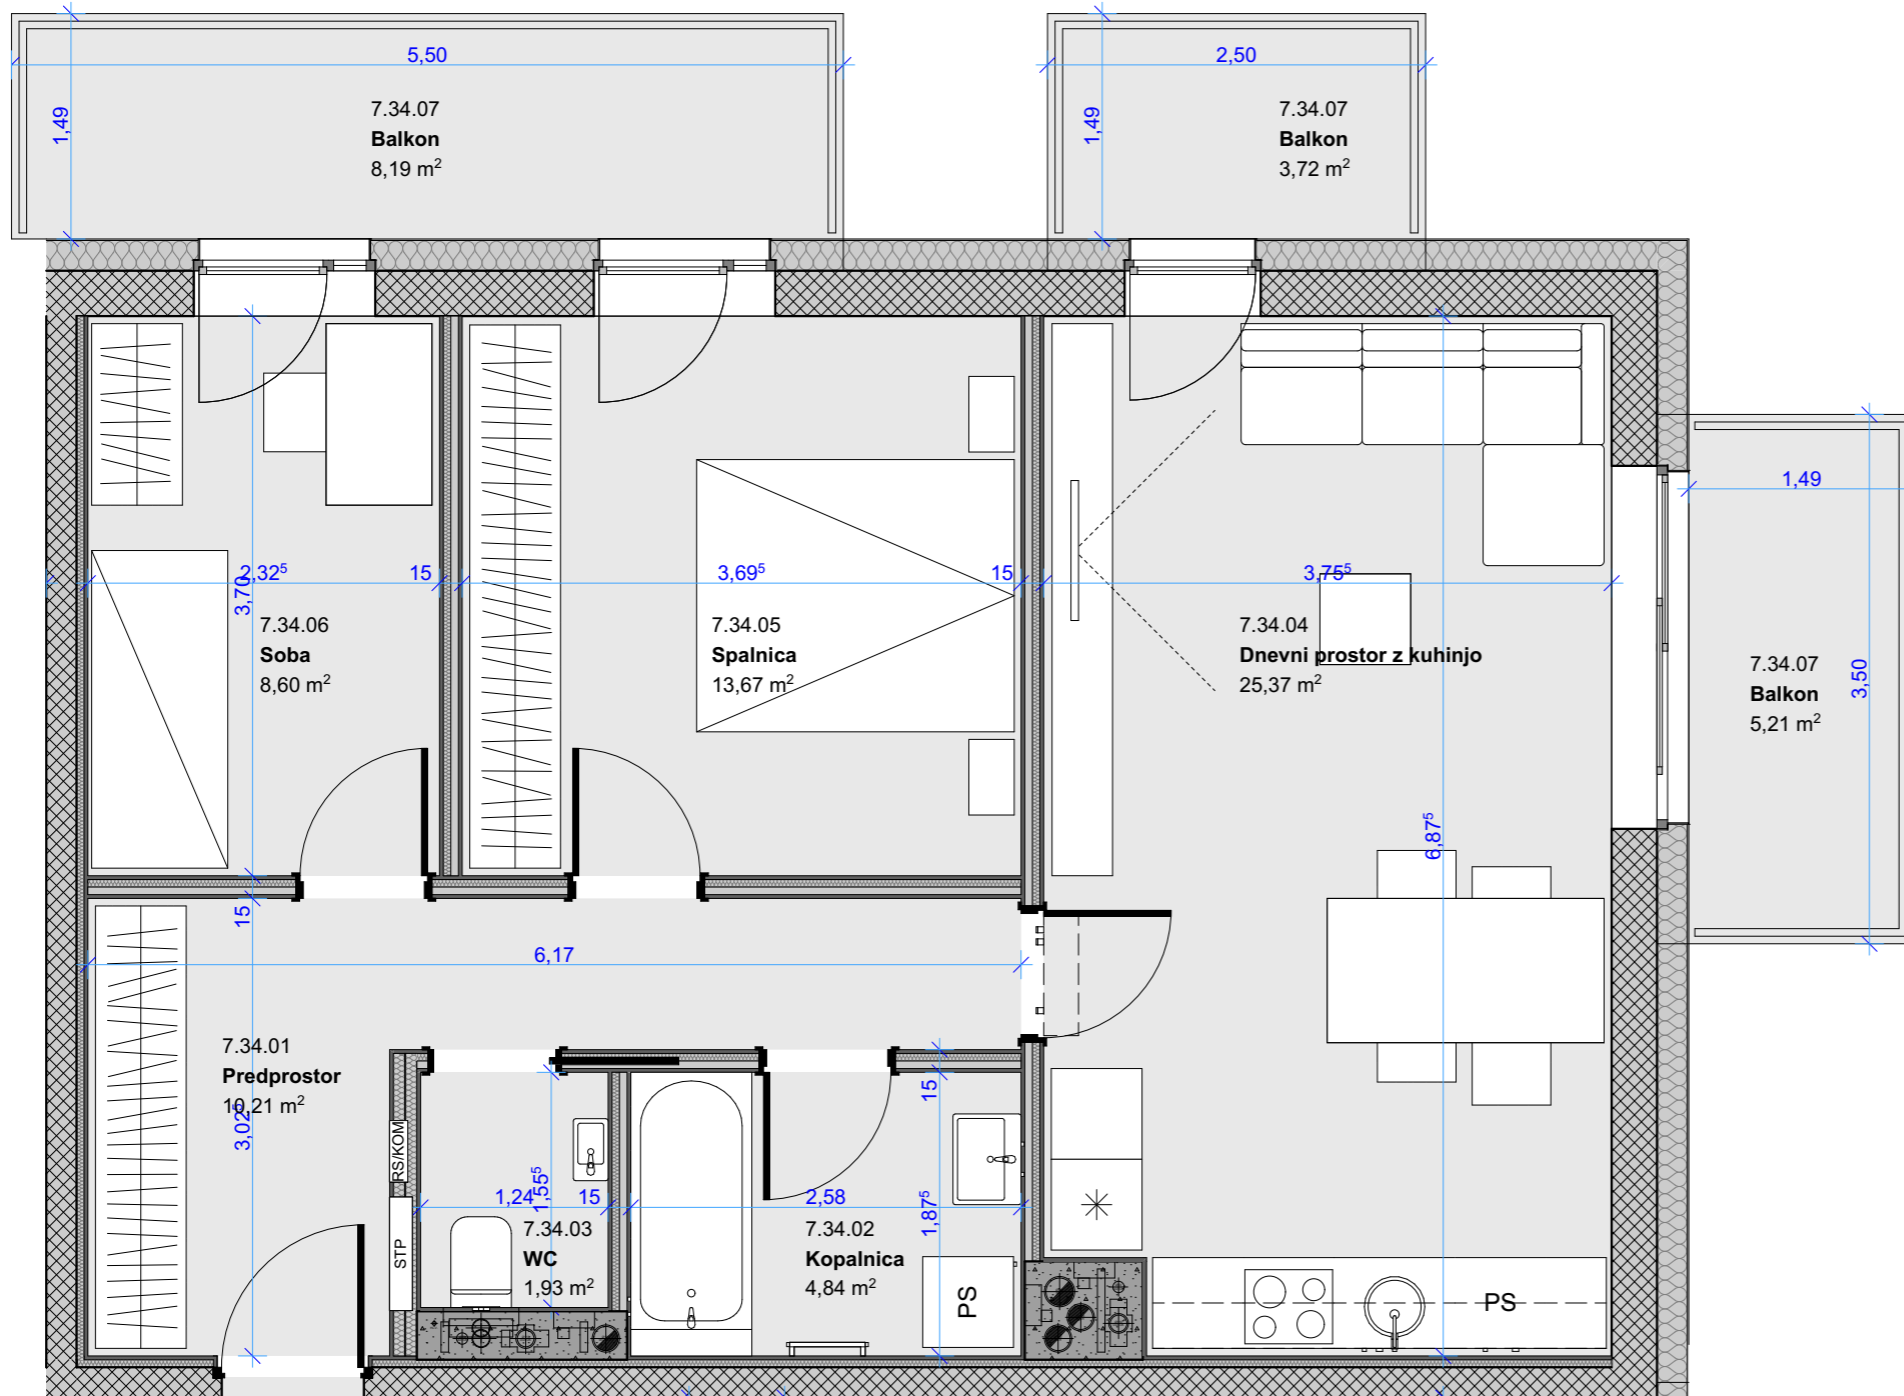 5,50
1,49
7.34.07
Balkon
8,19 m²
2,50
1,49
7.34.07
Balkon
3,72 m²
2,32⁵
15
3,70
7.34.06
Soba
8,60 m²
3,69⁵
15
7.34.05
Spalnica
13,67 m²
3,75⁵
7.34.04
Dnevni prostor z kuhinjo
25,37 m²
6,87⁵
1,49
3,50
7.34.07
Balkon
5,21 m²
15
6,17
7.34.01
Predprostor
10,21 m²
3,02⁵
RS/KOM
STP
1,24
1,55⁵
15
7.34.03
WC
1,93 m²
2,58
15
1,87⁵
7.34.02
Kopalnica
4,84 m²
PS
PS